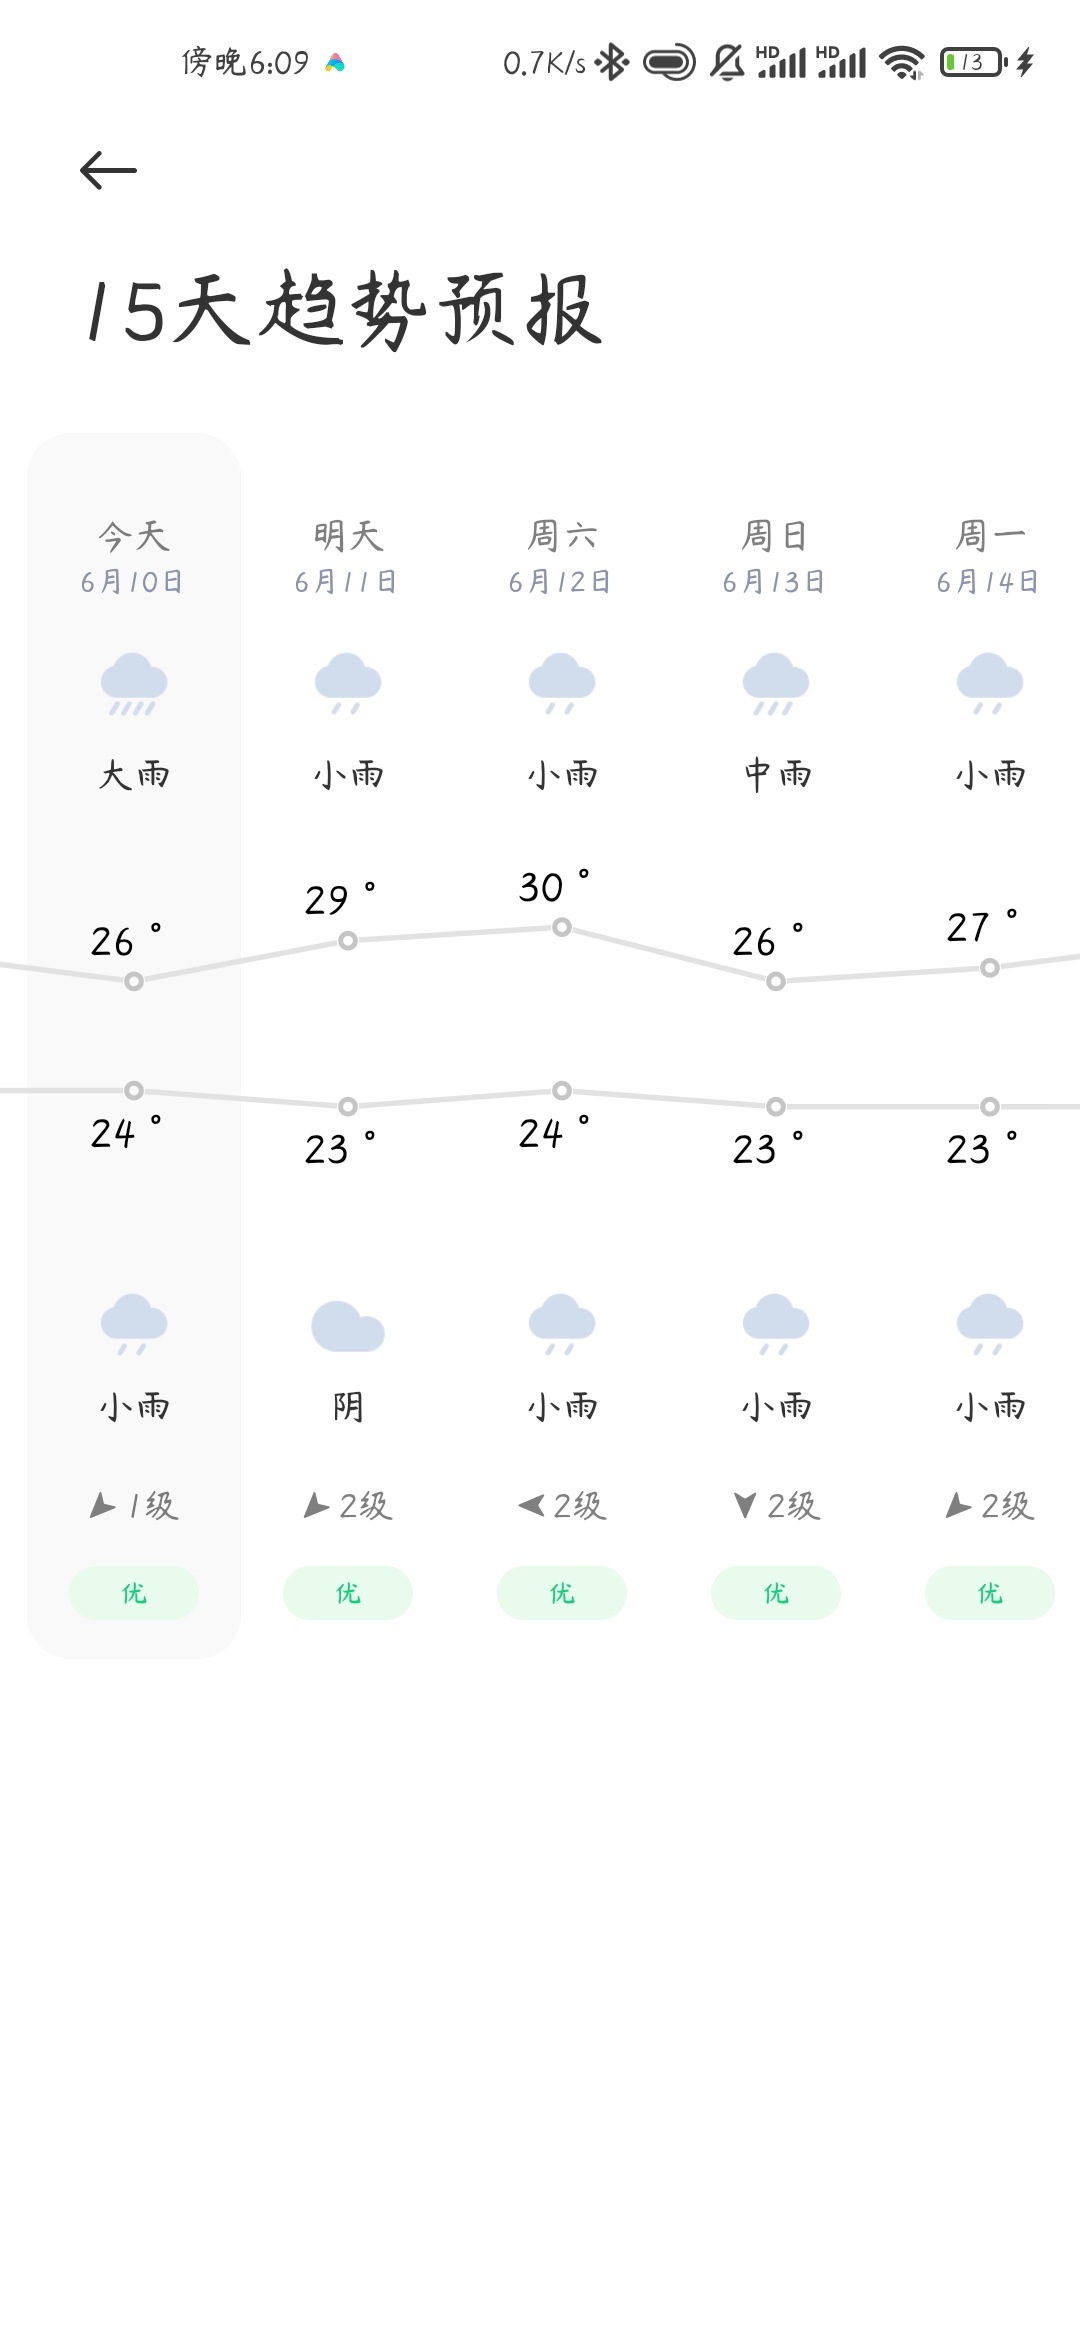 傍晚6:09 0.7K/s HD HD 13
15天趋势预报
今天 明天 周六 周日 周一
6月10日 6月11日 6月12日 6月13日 6月14日
大雨 小雨 小雨 中雨 小雨
26° 29° 30° 26° 27°
24° 23° 24° 23° 23°
小雨 阴 小雨 小雨 小雨
1级 2级 2级 2级 2级
优 优 优 优 优